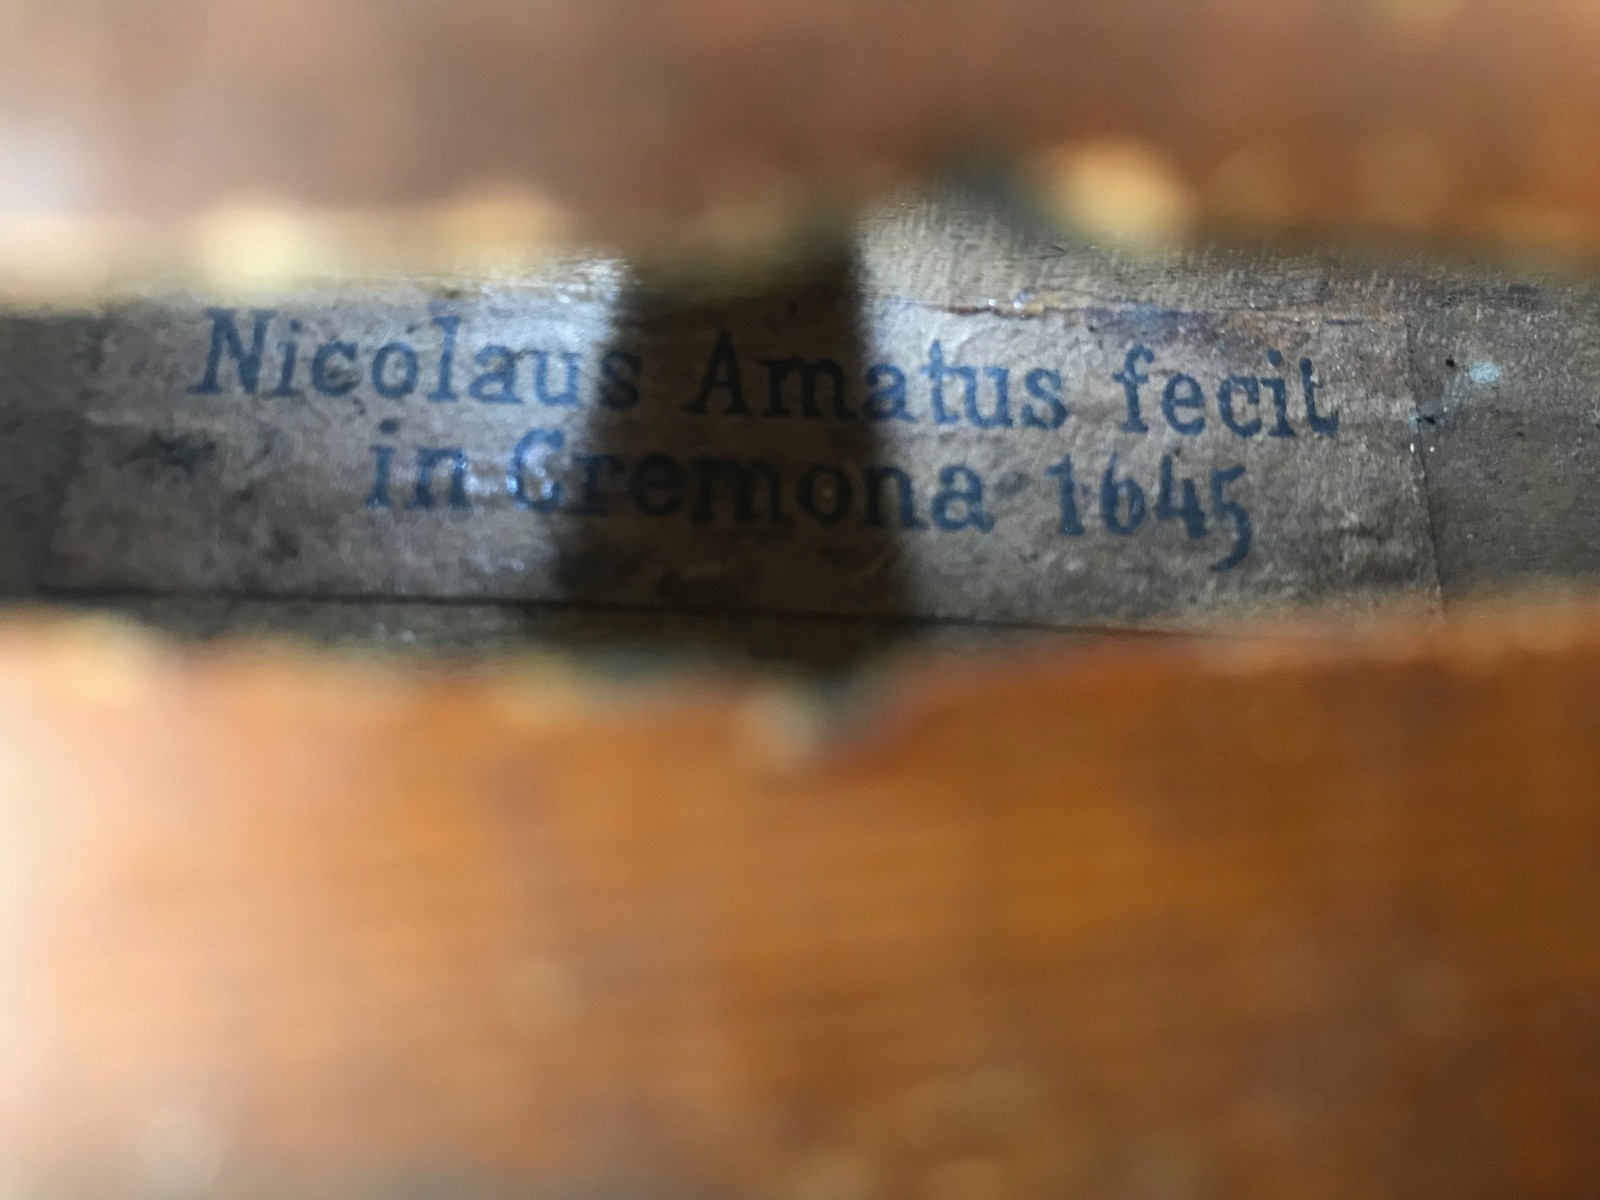 Nicolaus Amatus fecit
in Cremona 1645